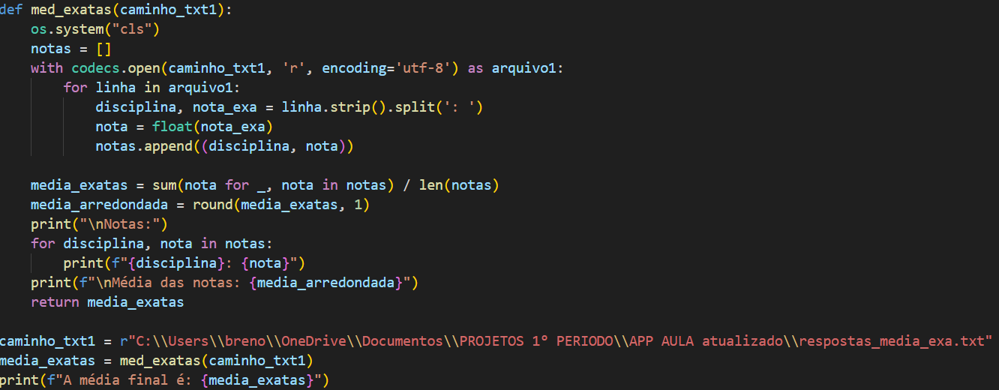 def med_exatas(caminho_txt1):
    os.system("cls")
    notas = []
    with codecs.open(caminho_txt1, 'r', encoding='utf-8') as arquivo1:
        for linha in arquivo1:
            disciplina, nota_exa = linha.strip().split(': ')
            nota = float(nota_exa)
            notas.append((disciplina, nota))

    media_exatas = sum(nota for _, nota in notas) / len(notas)
    media_arredondada = round(media_exatas, 1)
    print("\nNotas:")
    for disciplina, nota in notas:
        print(f"{disciplina}: {nota}")
    print(f"\nMédia das notas: {media_arredondada}")
    return media_exatas

caminho_txt1 = r"C:\\Users\\breno\\OneDrive\\Documentos\\PROJETOS 1º PERIODO\\APP AULA atualizado\\respostas_media_exa.txt"
media_exatas = med_exatas(caminho_txt1)
print(f"A média final é: {media_exatas}")